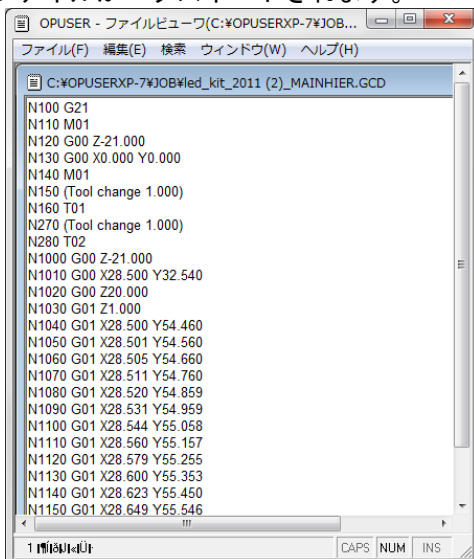 OPUSER - ファイルビューワ(C:¥OPUSERXP-7¥JOB...
ファイル(F) 編集(E) 検索 ウィンドウ(W) ヘルプ(H)
C:¥OPUSERXP-7¥JOB¥led_kit_2011 (2)_MAINHIER.GCD
N100 G21
N110 M01
N120 G00 Z-21.000
N130 G00 X0.000 Y0.000
N140 M01
N150 (Tool change 1.000)
N160 T01
N270 (Tool change 1.000)
N280 T02
N1000 G00 Z-21.000
N1010 G00 X28.500 Y32.540
N1020 G00 Z20.000
N1030 G01 Z1.000
N1040 G01 X28.500 Y54.460
N1050 G01 X28.501 Y54.560
N1060 G01 X28.505 Y54.660
N1070 G01 X28.511 Y54.760
N1080 G01 X28.520 Y54.859
N1090 G01 X28.531 Y54.959
N1100 G01 X28.544 Y55.058
N1110 G01 X28.560 Y55.157
N1120 G01 X28.579 Y55.255
N1130 G01 X28.600 Y55.353
N1140 G01 X28.623 Y55.450
N1150 G01 X28.649 Y55.546
CAPS NUM INS